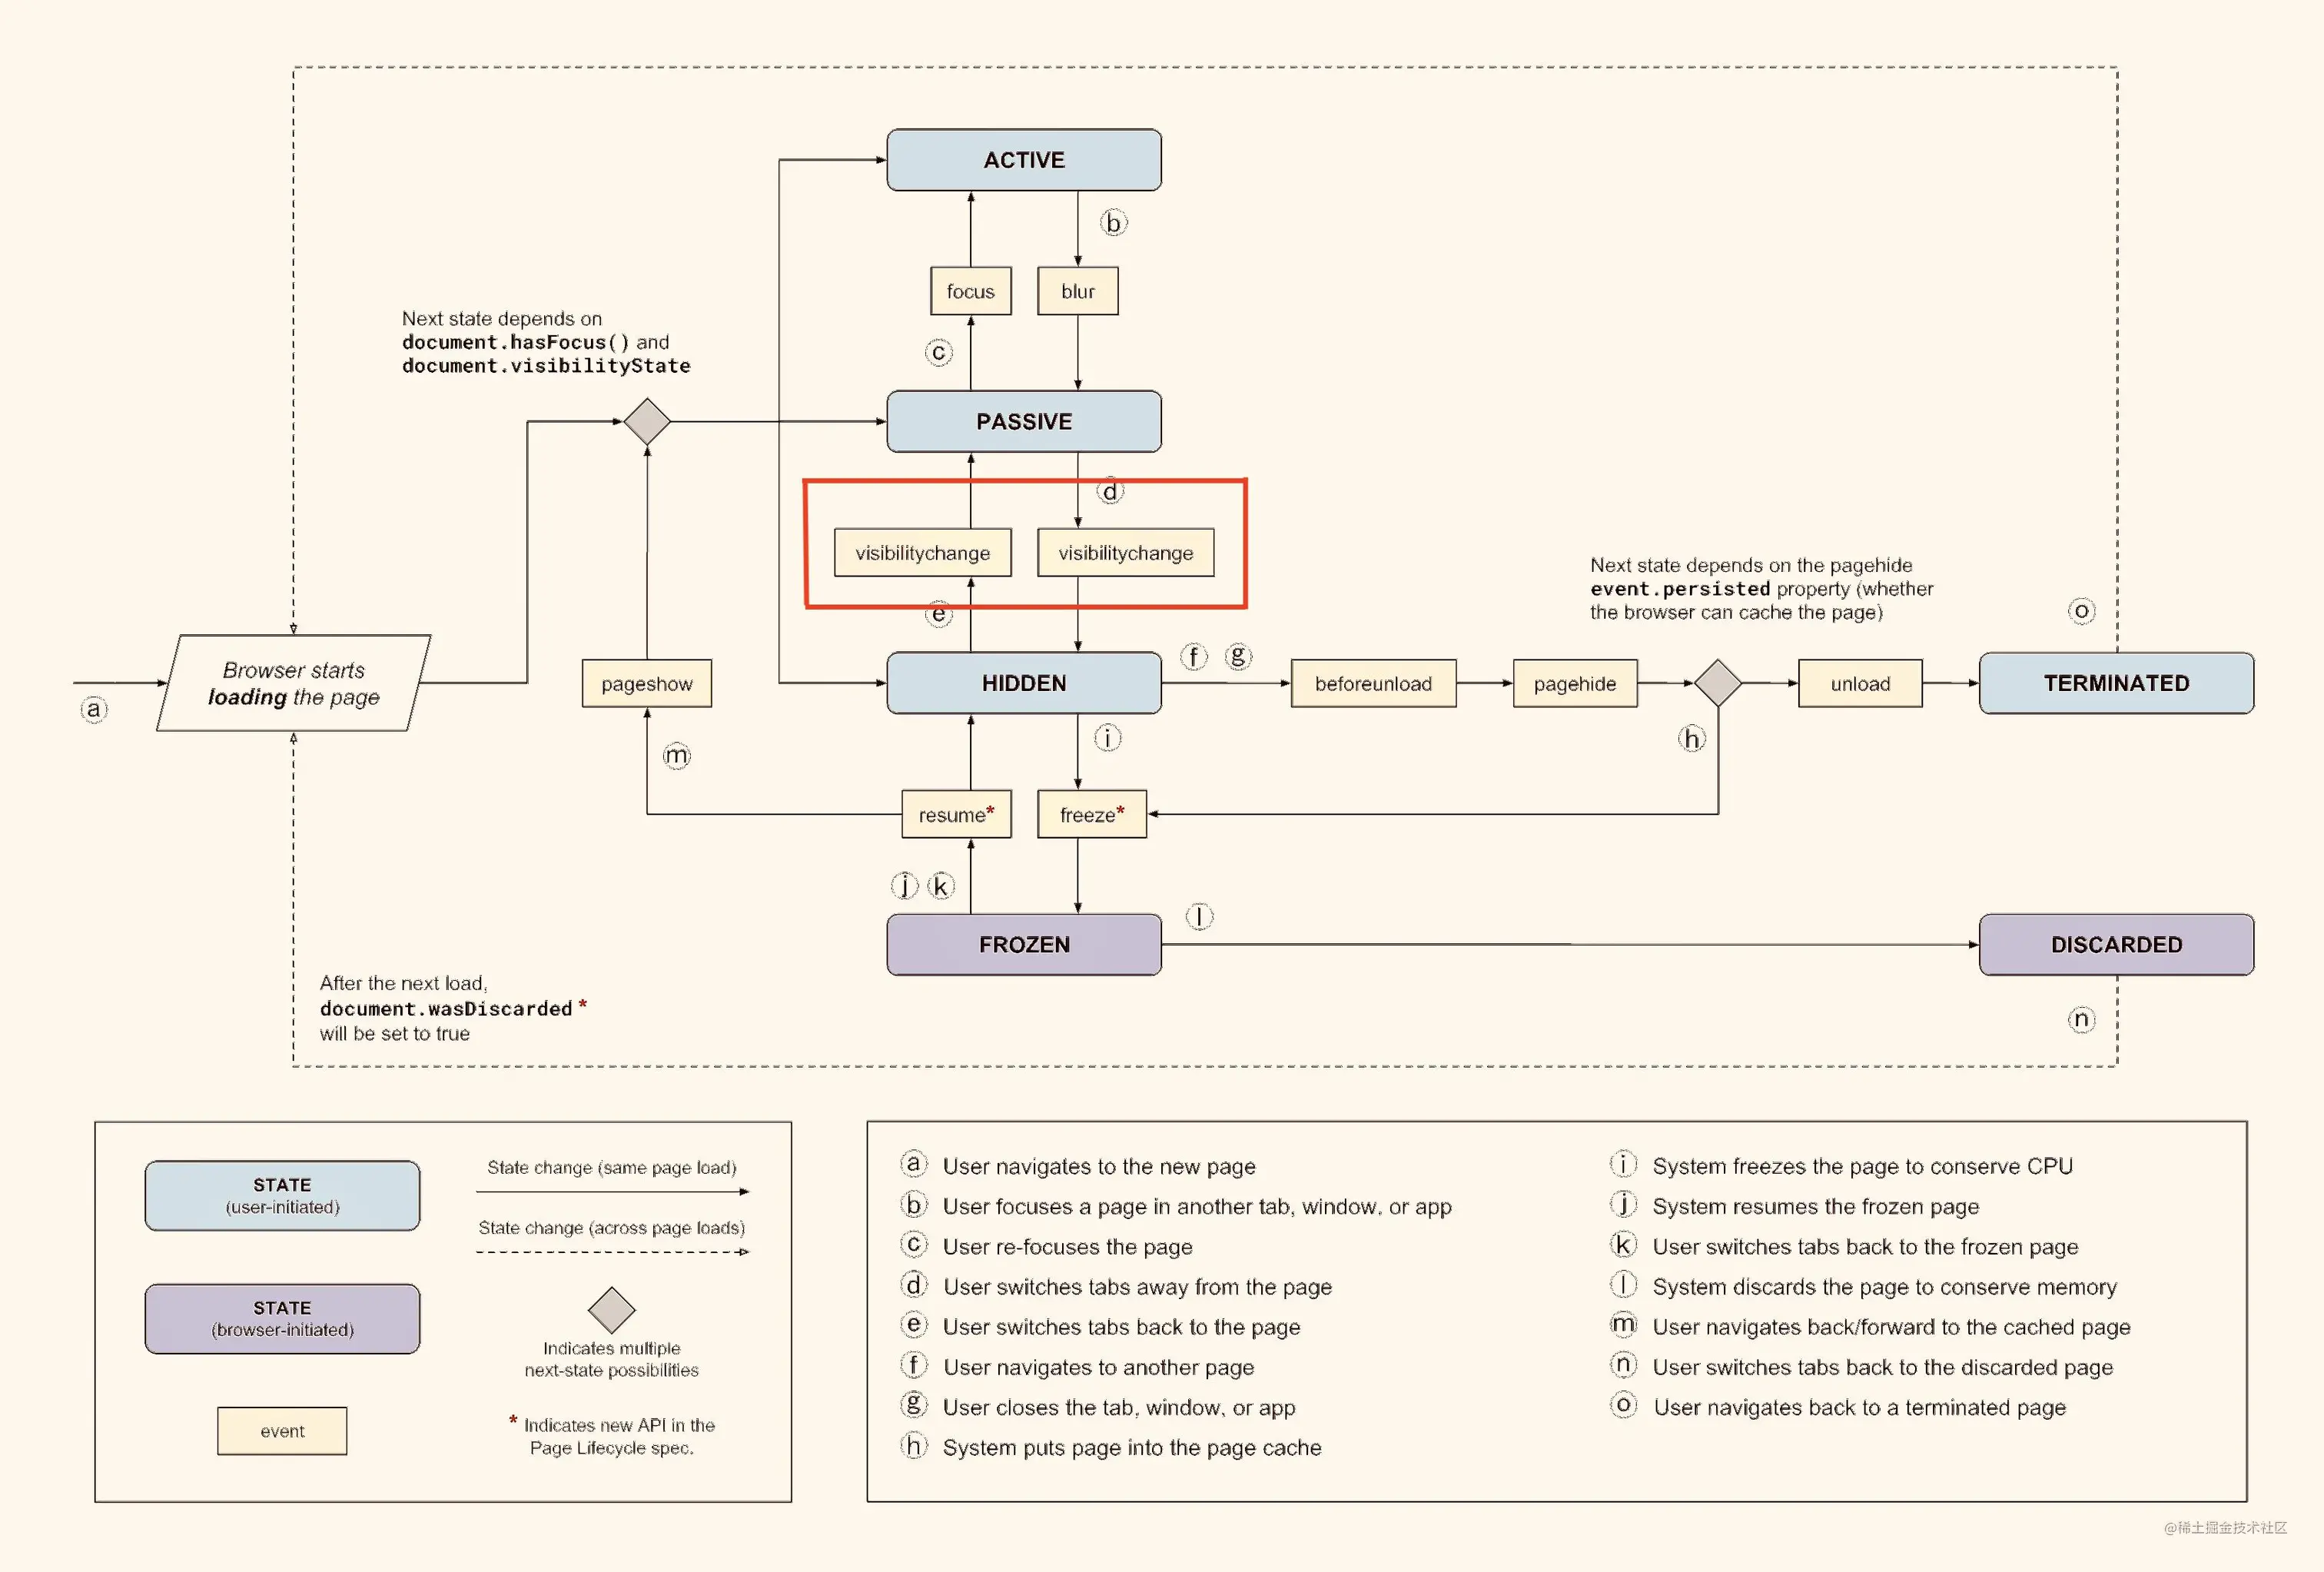 ACTIVE
b
focus
blur
Next state depends on
document.hasFocus() and
document.visibilityState
c
PASSIVE
d
visibilitychange
visibilitychange
e
Next state depends on the pagehide
event.persisted property (whether
the browser can cache the page)
o
Browser starts
loading the page
a
pageshow
HIDDEN
f g
beforeunload
pagehide
unload
TERMINATED
m
i
h
resume*
freeze*
j k
FROZEN
l
DISCARDED
After the next load,
document.wasDiscarded *
will be set to true
n
STATE
(user-initiated)
State change (same page load)
State change (across page loads)
STATE
(browser-initiated)
Indicates multiple
next-state possibilities
event
* Indicates new API in the
Page Lifecycle spec.
a User navigates to the new page
b User focuses a page in another tab, window, or app
c User re-focuses the page
d User switches tabs away from the page
e User switches tabs back to the page
f User navigates to another page
g User closes the tab, window, or app
h System puts page into the page cache
i System freezes the page to conserve CPU
j System resumes the frozen page
k User switches tabs back to the frozen page
l System discards the page to conserve memory
m User navigates back/forward to the cached page
n User switches tabs back to the discarded page
o User navigates back to a terminated page
@稀土掘金技术社区